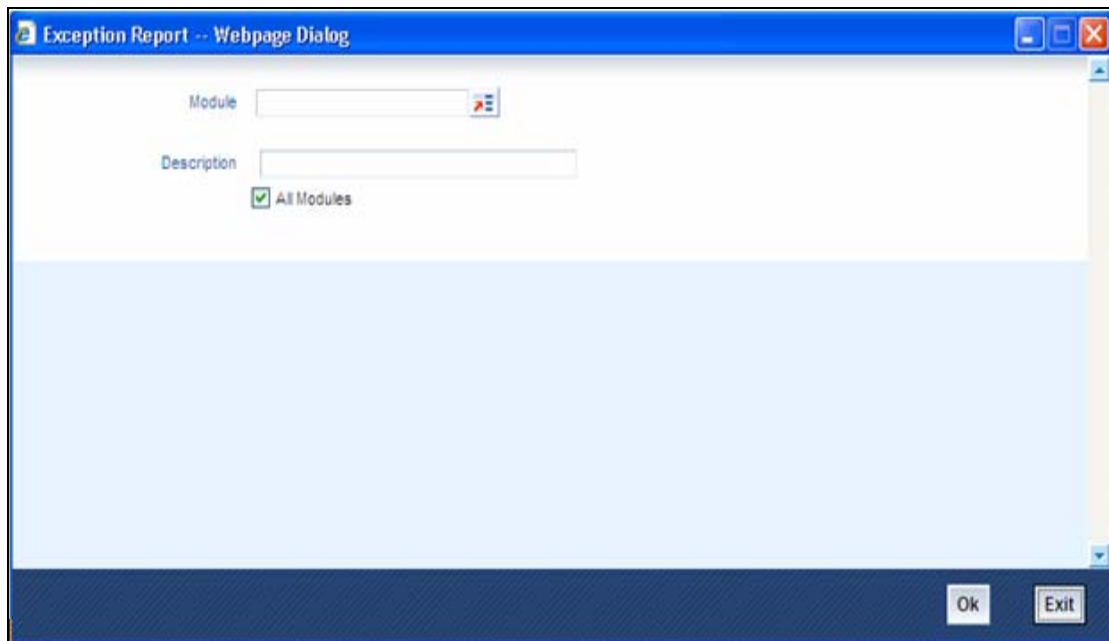 Exception Report -- Webpage Dialog
Module
Description
All Modules
Ok Exit